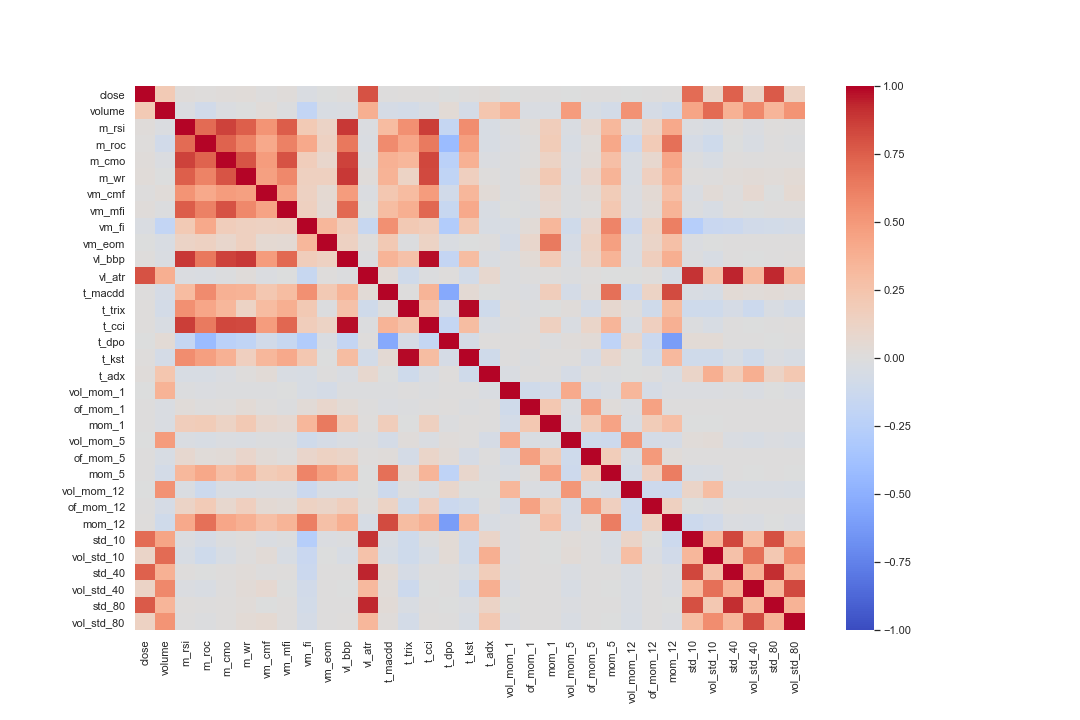 close
volume
m_rsi
m_roc
m_cmo
m_wr
vm_cmf
vm_mfi
vm_fi
vm_eom
vl_bbp
vl_atr
t_macdd
t_trix
t_cci
t_dpo
t_kst
t_adx
vol_mom_1
of_mom_1
mom_1
vol_mom_5
of_mom_5
mom_5
vol_mom_12
of_mom_12
mom_12
std_10
vol_std_10
std_40
vol_std_40
std_80
vol_std_80
close
volume
m_rsi
m_roc
m_cmo
m_wr
vm_cmf
vm_mfi
vm_fi
vm_eom
vl_bbp
vl_atr
t_macdd
t_trix
t_cci
t_dpo
t_kst
t_adx
vol_mom_1
of_mom_1
mom_1
vol_mom_5
of_mom_5
mom_5
vol_mom_12
of_mom_12
mom_12
std_10
vol_std_10
std_40
vol_std_40
std_80
vol_std_80
1.00
0.75
0.50
0.25
0.00
−0.25
−0.50
−0.75
−1.00